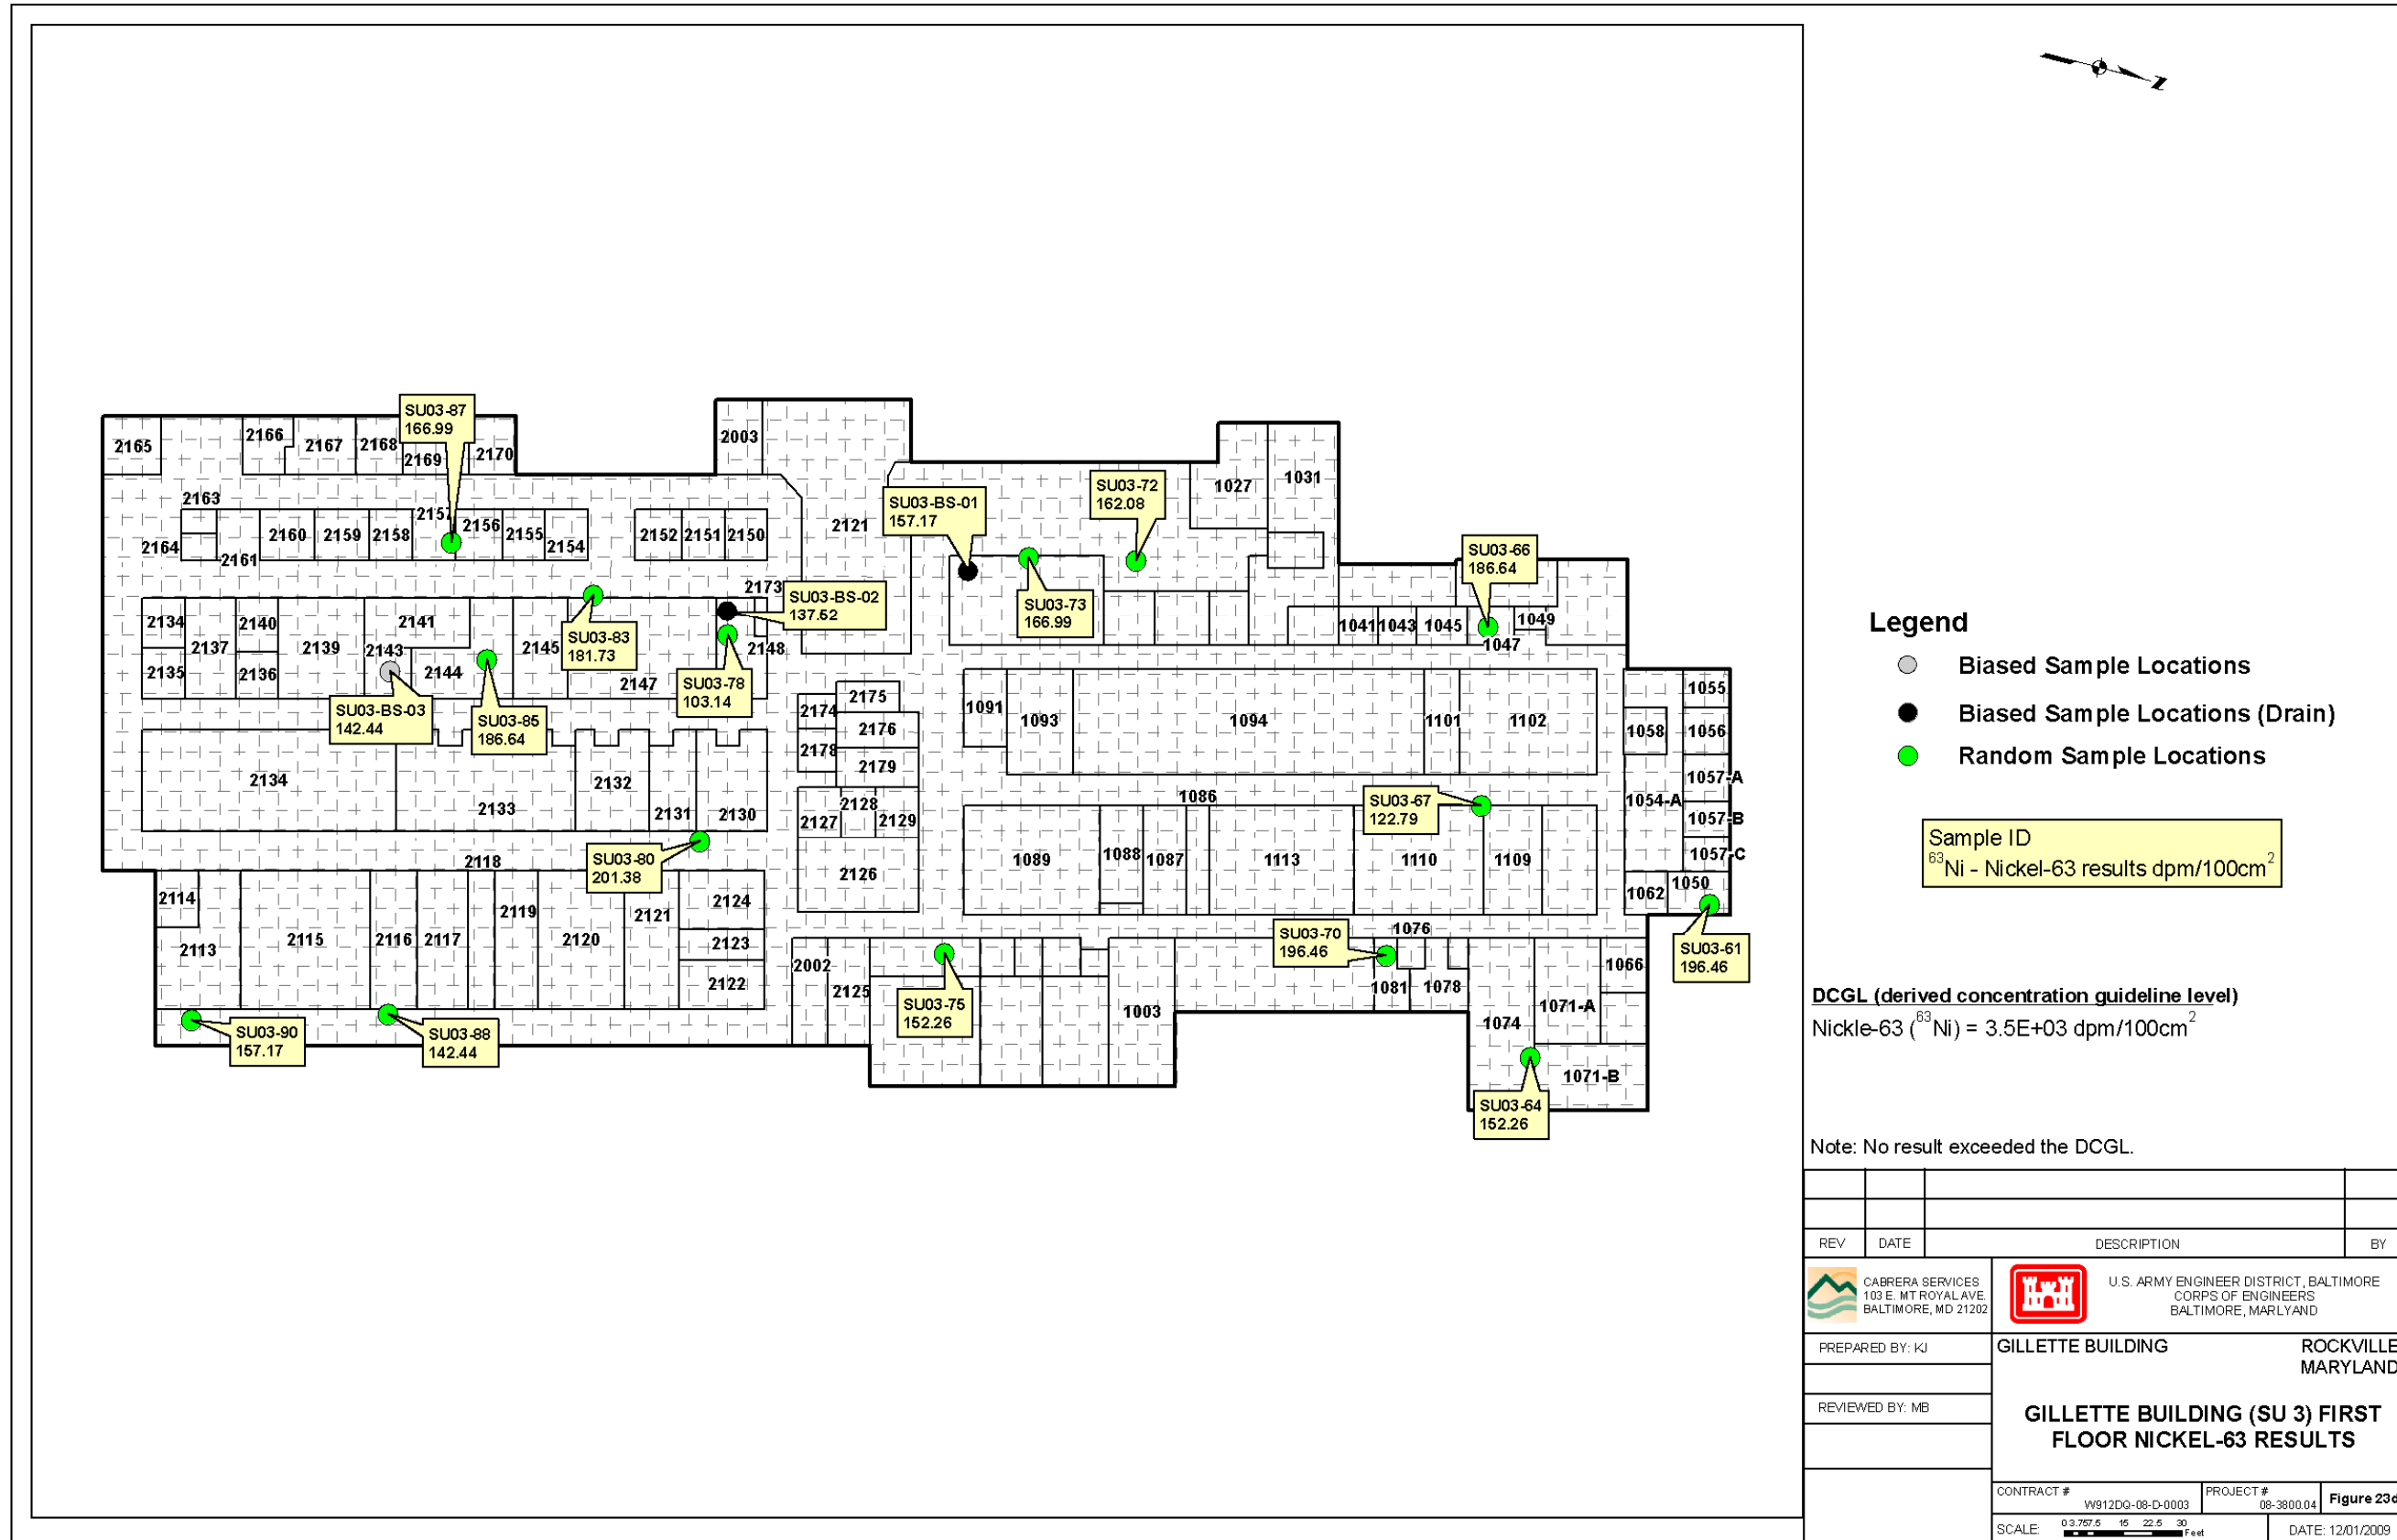 SU03-87
166.99
2165
2166
2167
2168
2169
2170
2003
2163
2164
2161
2160
2159
2158
2157
2156
2155
2154
2152
2151
2150
2121
SU03-BS-01
157.17
SU03-72
162.08
1027
1031
SU03-66
186.64
2173
SU03-BS-02
137.52
SU03-73
166.99
1041
1043
1045
1049
1047
2134
2137
2140
2139
2141
2143
2144
2145
2135
2136
SU03-83
181.73
2147
2148
SU03-78
103.14
SU03-BS-03
142.44
SU03-85
186.64
2174
2175
2176
2178
2179
1091
1093
1094
1101
1102
1055
1058
1056
1057-A
1054-A
1057-B
1057-C
1062
1050
2134
2133
2132
2131
2130
2128
2127
2129
2126
1086
SU03-67
122.79
1089
1088
1087
1113
1110
1109
2118
SU03-80
201.38
2114
2113
2115
2116
2117
2119
2120
2121
2124
2123
2122
2002
2125
SU03-75
152.26
1003
SU03-70
196.46
1076
1081
1078
1074
1071-A
1066
1071-B
SU03-61
196.46
SU03-90
157.17
SU03-88
142.44
SU03-64
152.26
N
Legend
Biased Sample Locations
Biased Sample Locations (Drain)
Random Sample Locations
Sample ID
63Ni - Nickel-63 results dpm/100cm2
DCGL (derived concentration guideline level)
Nickle-63 (63Ni) = 3.5E+03 dpm/100cm2
Note: No result exceeded the DCGL.
REV DATE DESCRIPTION BY
CABRERA SERVICES
103 E. MT ROYAL AVE.
BALTIMORE, MD 21202
U.S. ARMY ENGINEER DISTRICT, BALTIMORE
CORPS OF ENGINEERS
BALTIMORE, MARLYAND
PREPARED BY: KJ
GILLETTE BUILDING ROCKVILLE
MARYLAND
REVIEWED BY: MB
GILLETTE BUILDING (SU 3) FIRST
FLOOR NICKEL-63 RESULTS
CONTRACT #
W912DQ-08-D-0003
PROJECT #
08-3800.04
Figure 23d
SCALE: 0 3.75 7.5 15 22.5 30 Feet
DATE: 12/01/2009